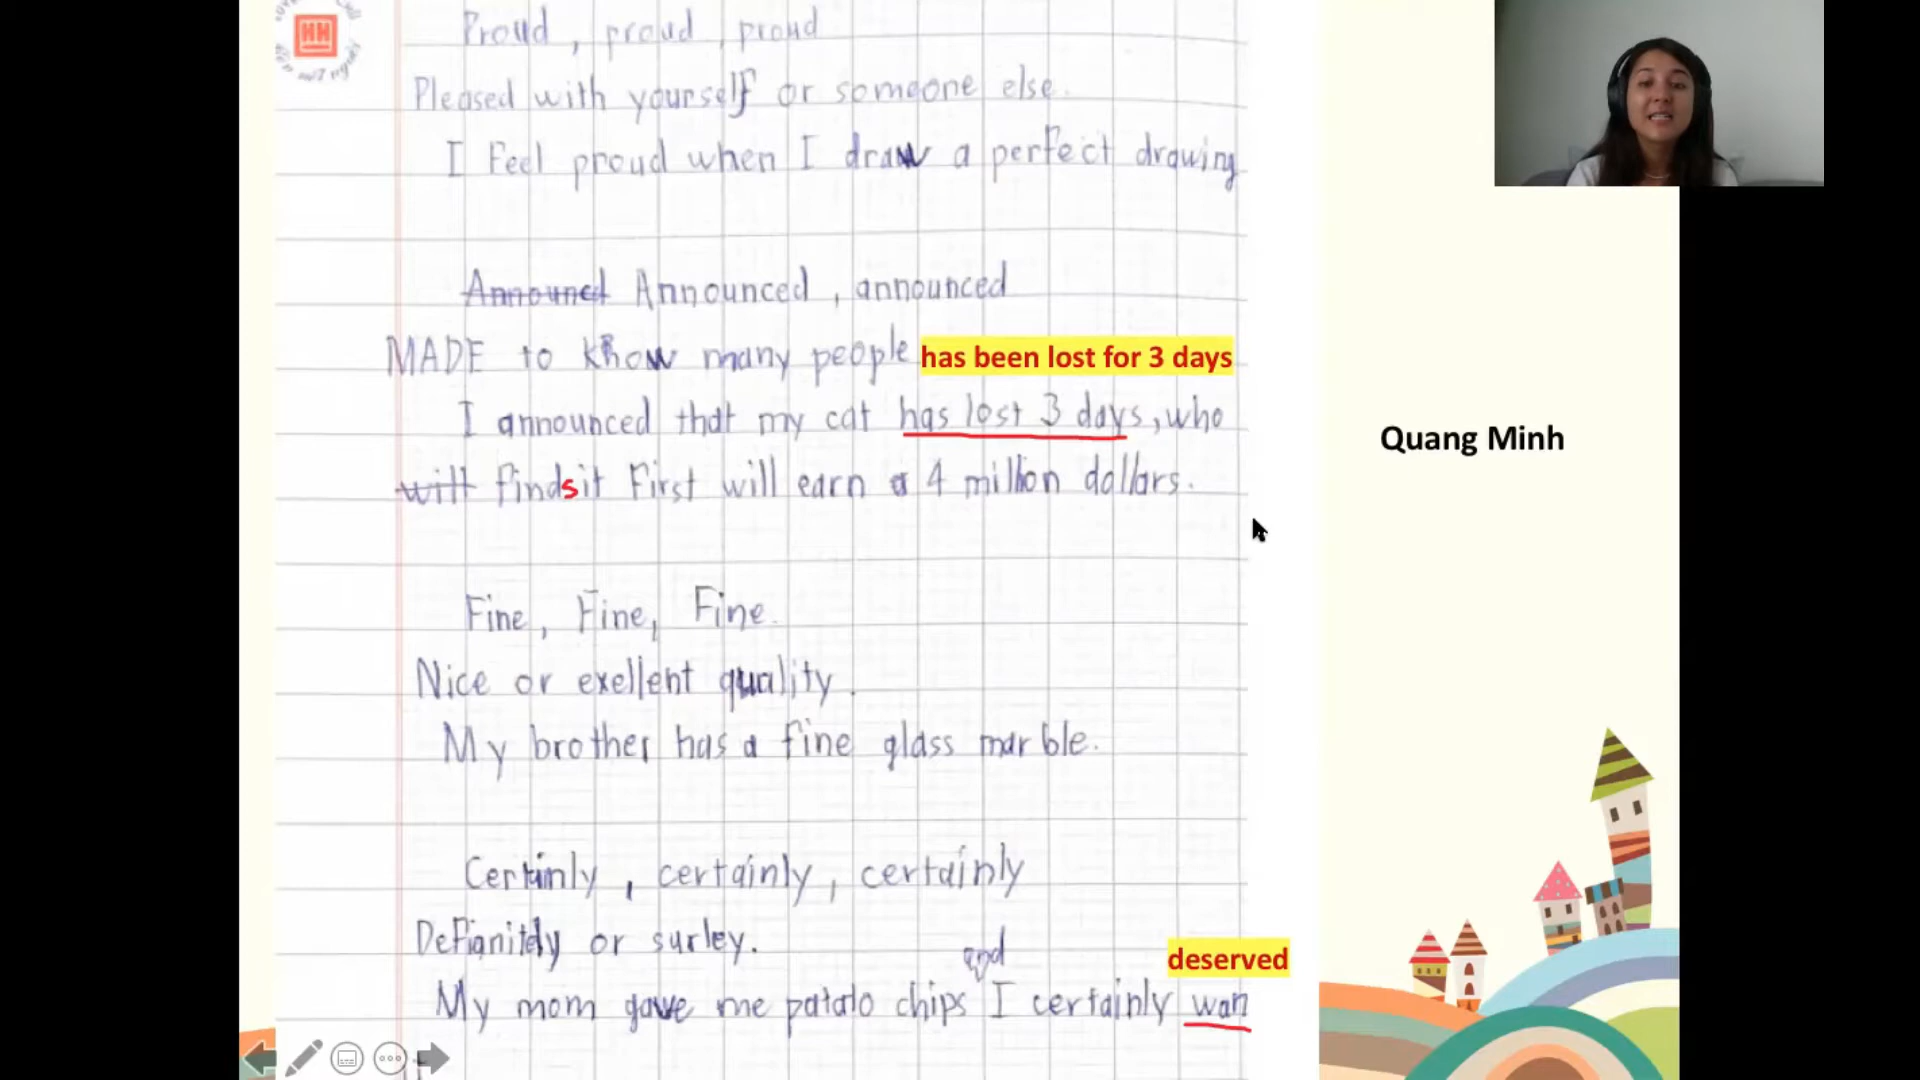 Proud, proud, proud
Pleased with yourself or someone else.
I Feel proud when I draw a perfect drawing
Announed Announced, announced
MADE to know many people
has been lost for 3 days
I announced that my cat has lost 3 days, who
will finds it First will earn a 4 million dollars.
Quang Minh
Fine, Fine, Fine.
Nice or exellent quality.
My brother has a fine glass marble.
Certainly, certainly, certainly
or surley.
and
deserved
My mom gave me patato chips I certainly wan